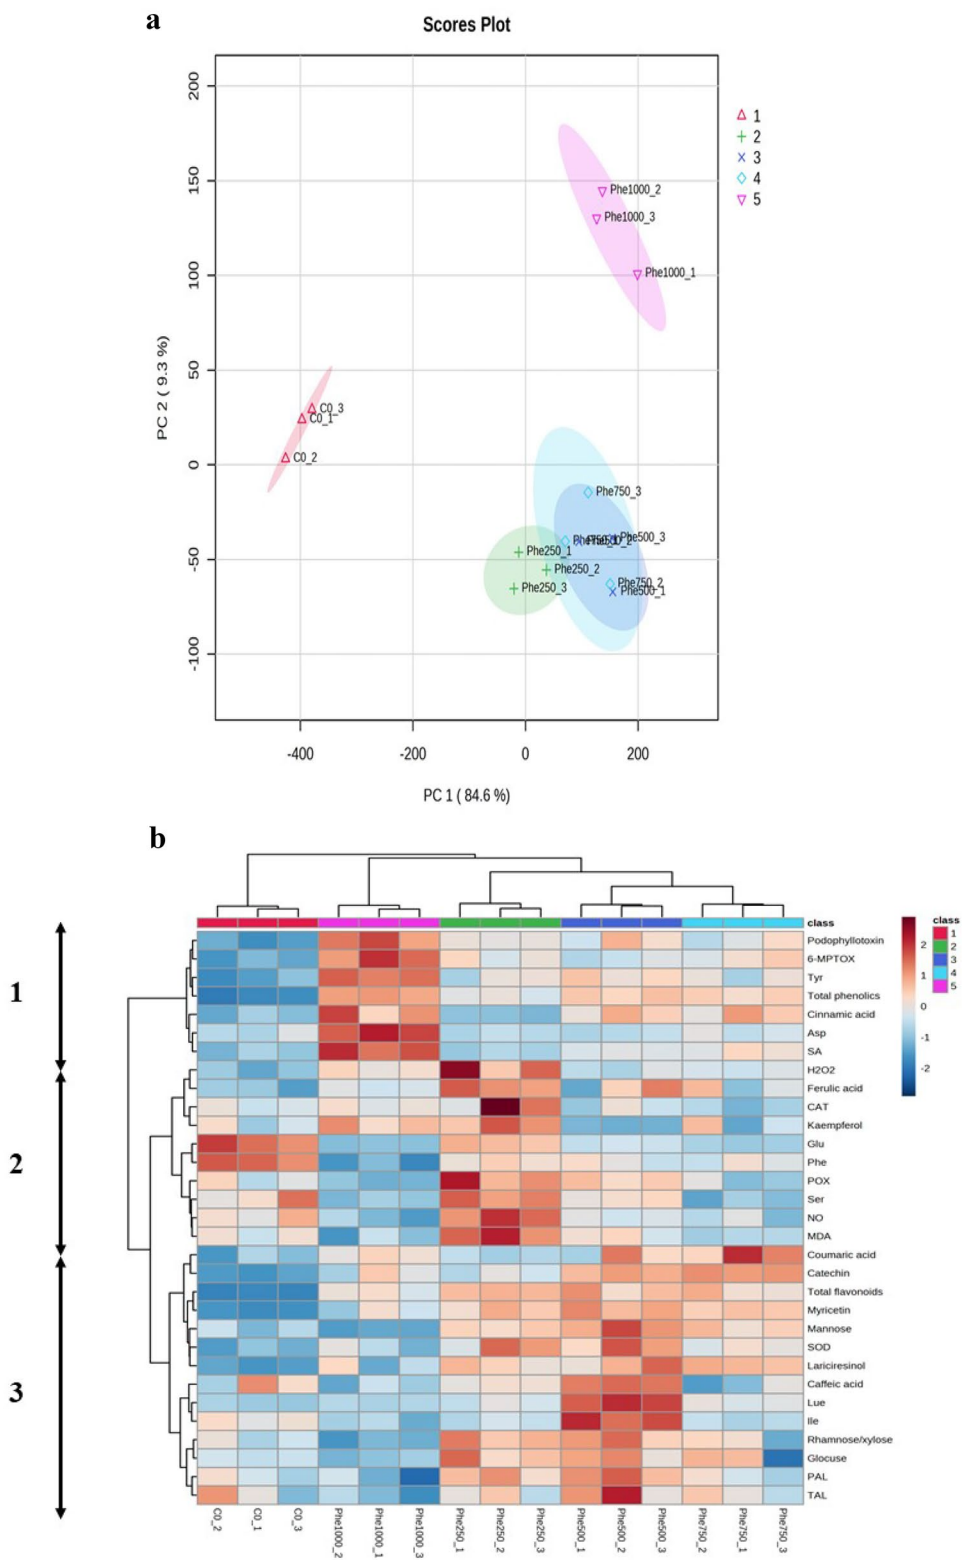 a
Scores Plot
200
150
100
50
0
-50
-100
PC 2 ( 9.3 %)
-400
-200
0
200
PC 1 ( 84.6 %)
1
2
3
4
5
Phe1000_2
Phe1000_3
Phe1000_1
C0_3
C0_1
C0_2
Phe750_3
Phe500_3
Phe250_1
Phe250_2
Phe250_3
Phe750_2
Phe500_1
b
1
2
3
class
Podophyllotoxin
6-MPTOX
Tyr
Total phenolics
Cinnamic acid
Asp
SA
H2O2
Ferulic acid
CAT
Kaempferol
Glu
Phe
POX
Ser
NO
MDA
Coumaric acid
Catechin
Total flavonoids
Myricetin
Mannose
SOD
Lariciresinol
Caffeic acid
Lue
Ile
Rhamnose/xylose
Glocuse
PAL
TAL
2
1
0
-1
-2
class
1
2
3
4
5
C0_2
C0_1
C0_3
Phe1000_2
Phe1000_1
Phe1000_3
Phe250_1
Phe250_2
Phe250_3
Phe500_1
Phe500_2
Phe500_3
Phe750_2
Phe750_1
Phe750_3